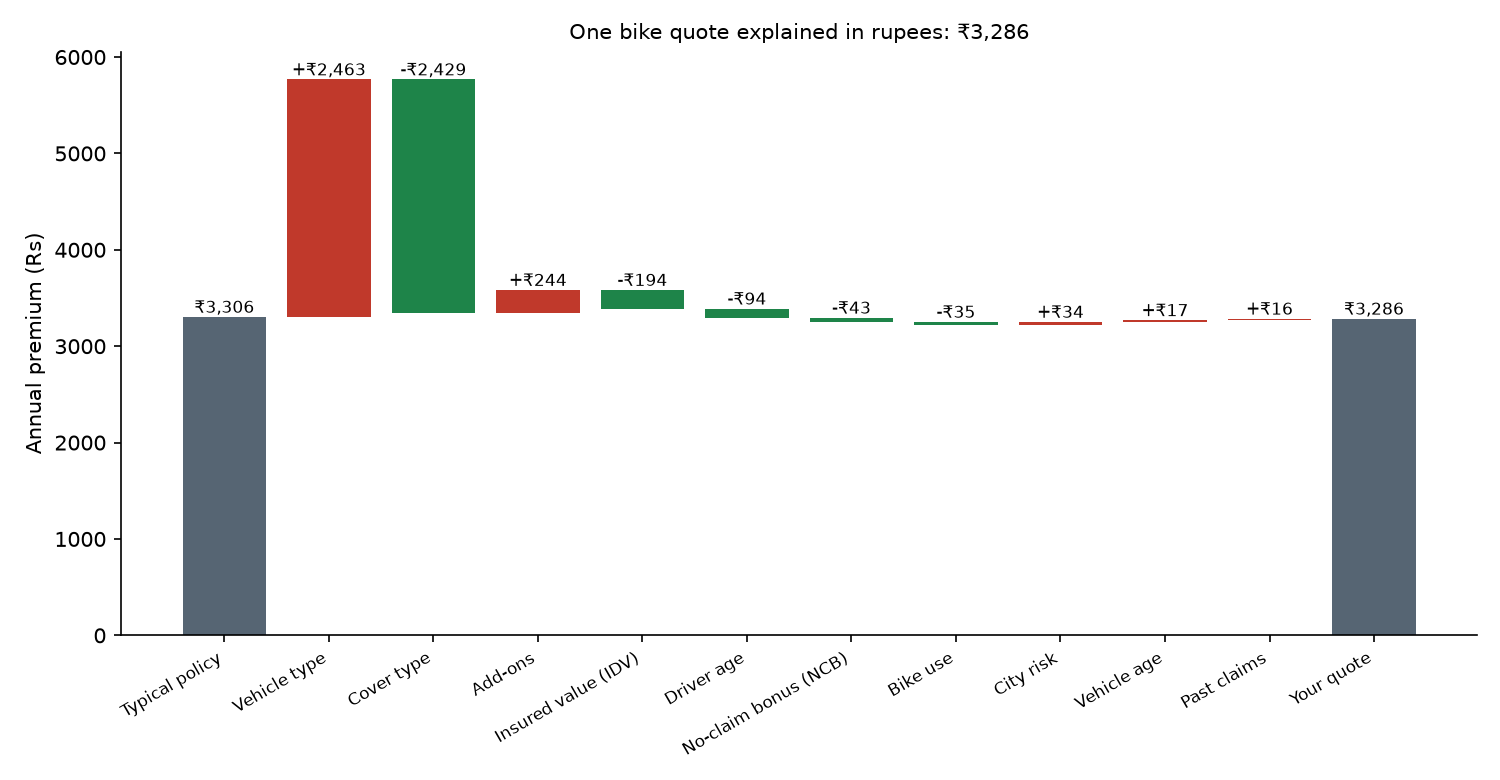 One bike quote explained in rupees: ₹3,286
Annual premium (Rs)
6000
5000
4000
3000
2000
1000
0
₹3,306
+₹2,463
-₹2,429
+₹244
-₹194
-₹94
-₹43
-₹35
+₹34
+₹17
+₹16
₹3,286
Typical policy
Vehicle type
Cover type
Add-ons
Insured value (IDV)
Driver age
No-claim bonus (NCB)
Bike use
City risk
Vehicle age
Past claims
Your quote